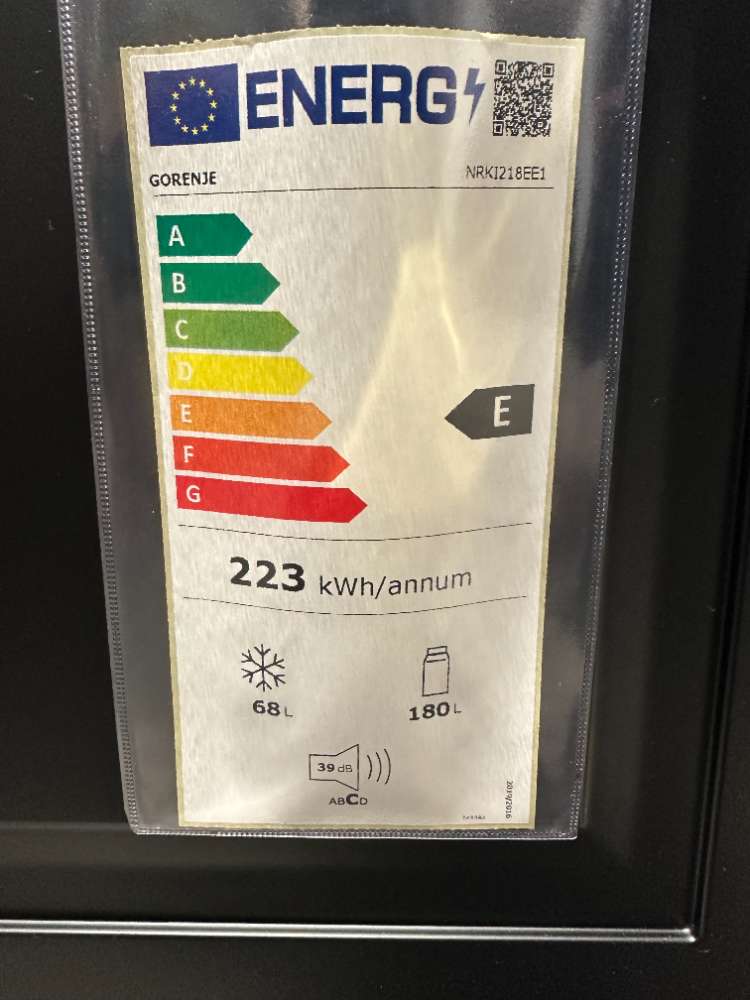 ENERG
GORENJE NRKI218EE1
A
B
C
D
E
E
F
G
223 kWh/annum
68 L
180 L
39 dB
ABCD
2019/2016